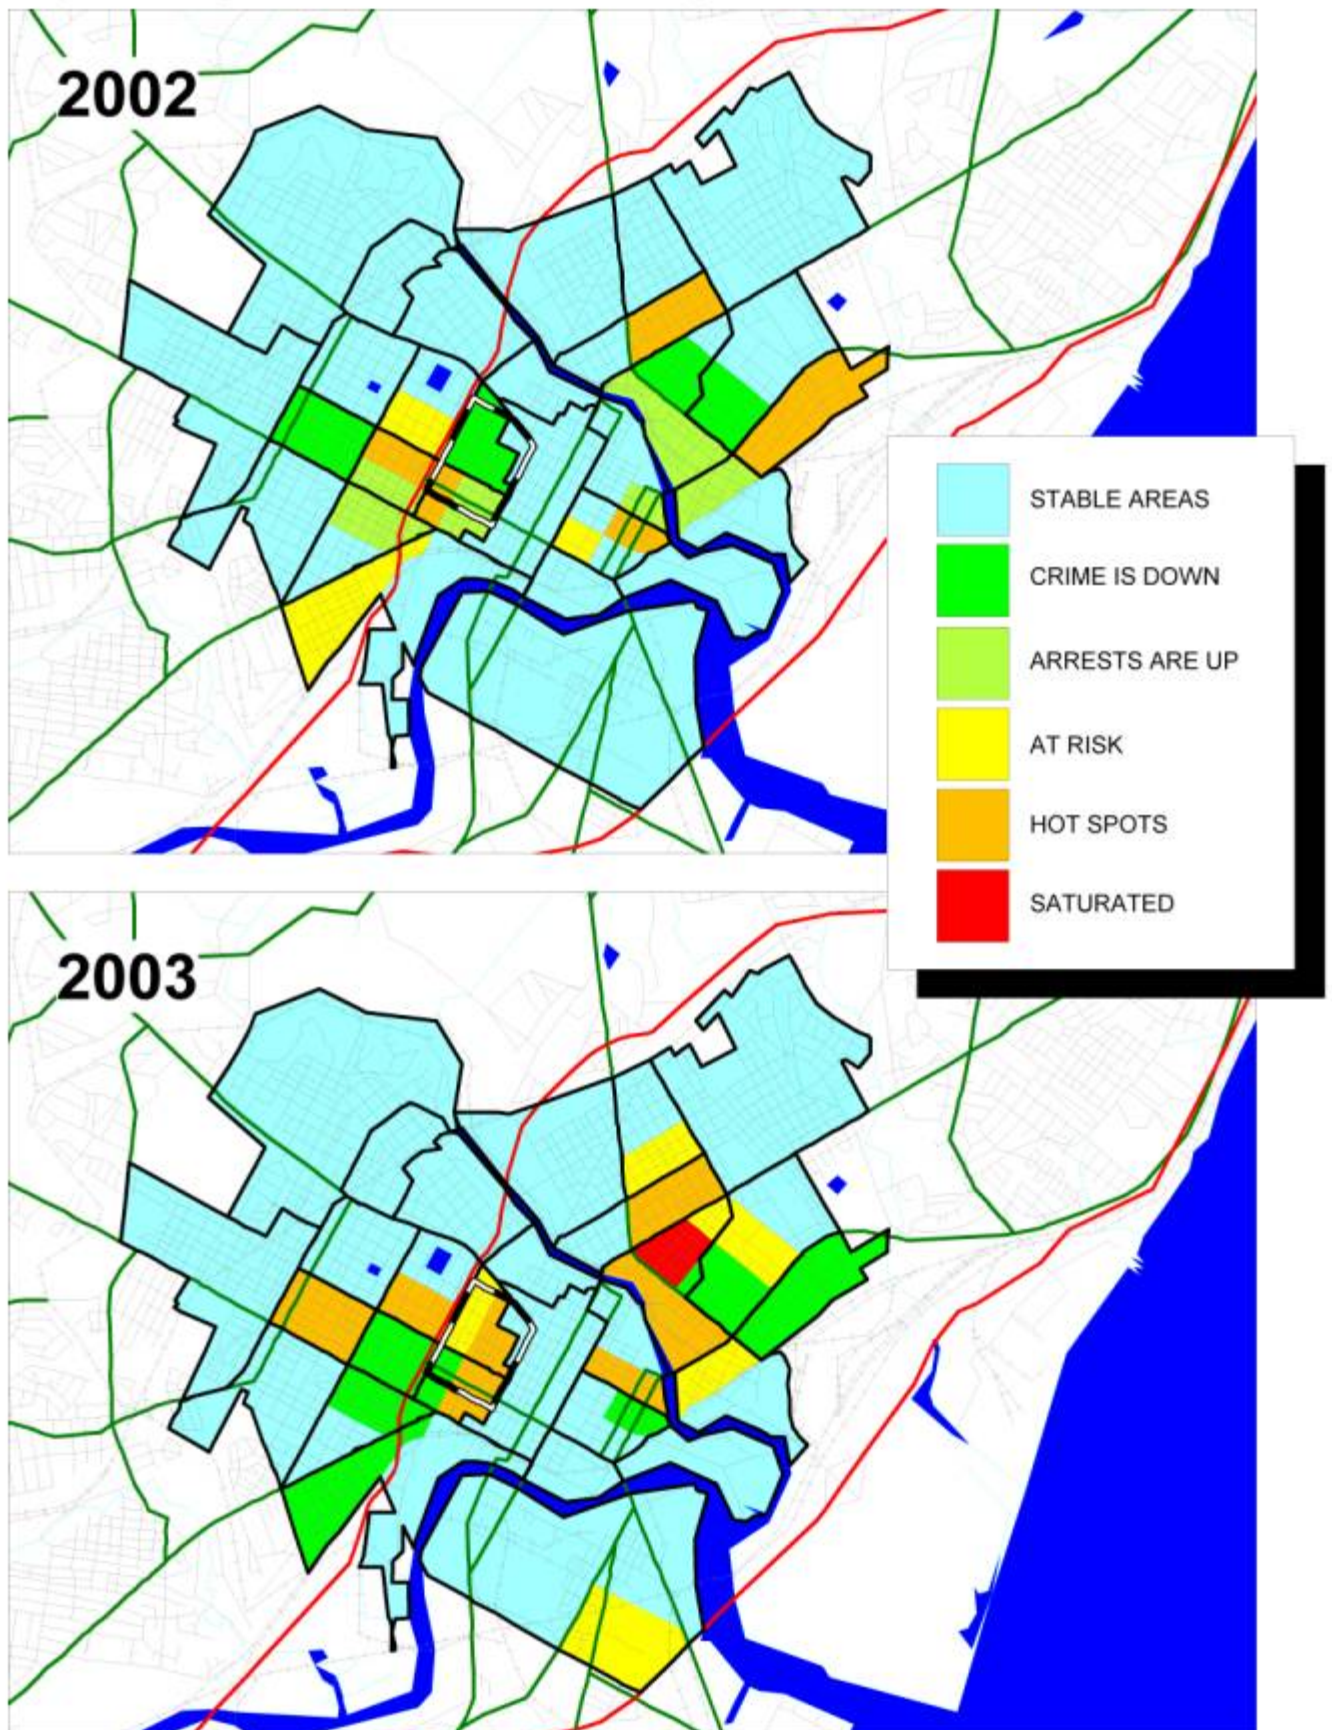 2002
STABLE AREAS
CRIME IS DOWN
ARRESTS ARE UP
AT RISK
HOT SPOTS
SATURATED
2003